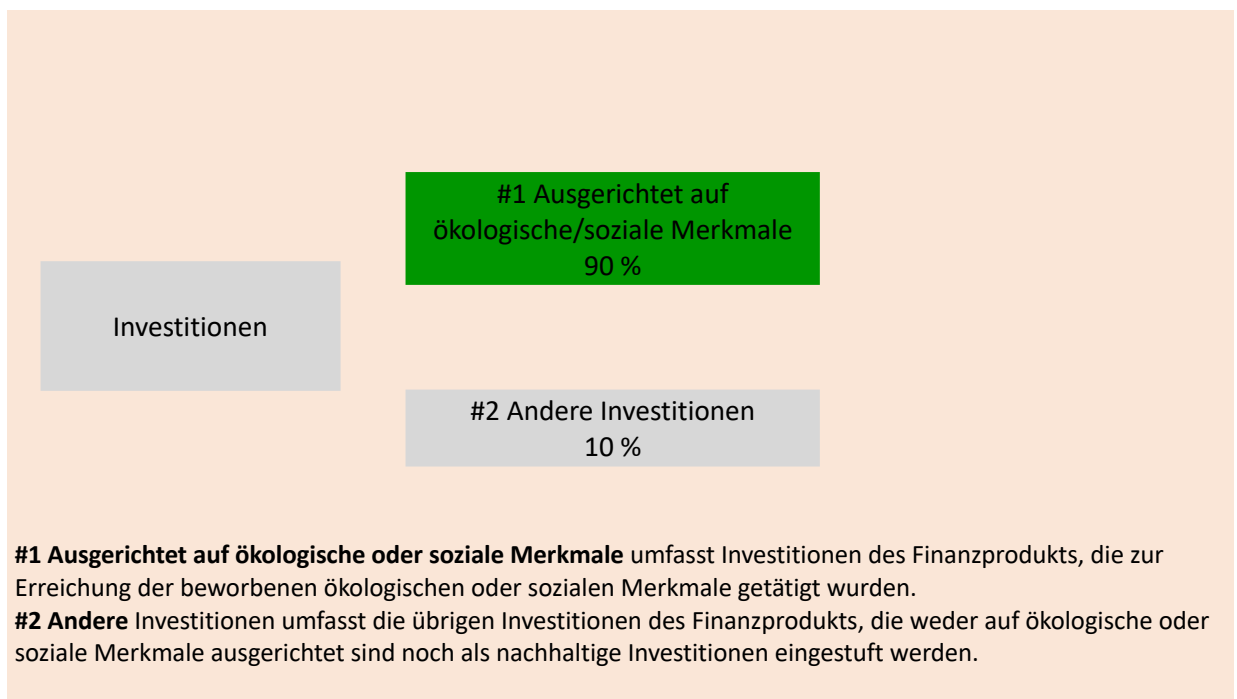 #1 Ausgerichtet auf
ökologische/soziale Merkmale
90 %
Investitionen
#2 Andere Investitionen
10 %
#1 Ausgerichtet auf ökologische oder soziale Merkmale umfasst Investitionen des Finanzprodukts, die zur
Erreichung der beworbenen ökologischen oder sozialen Merkmale getätigt wurden.
#2 Andere Investitionen umfasst die übrigen Investitionen des Finanzprodukts, die weder auf ökologische oder
soziale Merkmale ausgerichtet sind noch als nachhaltige Investitionen eingestuft werden.